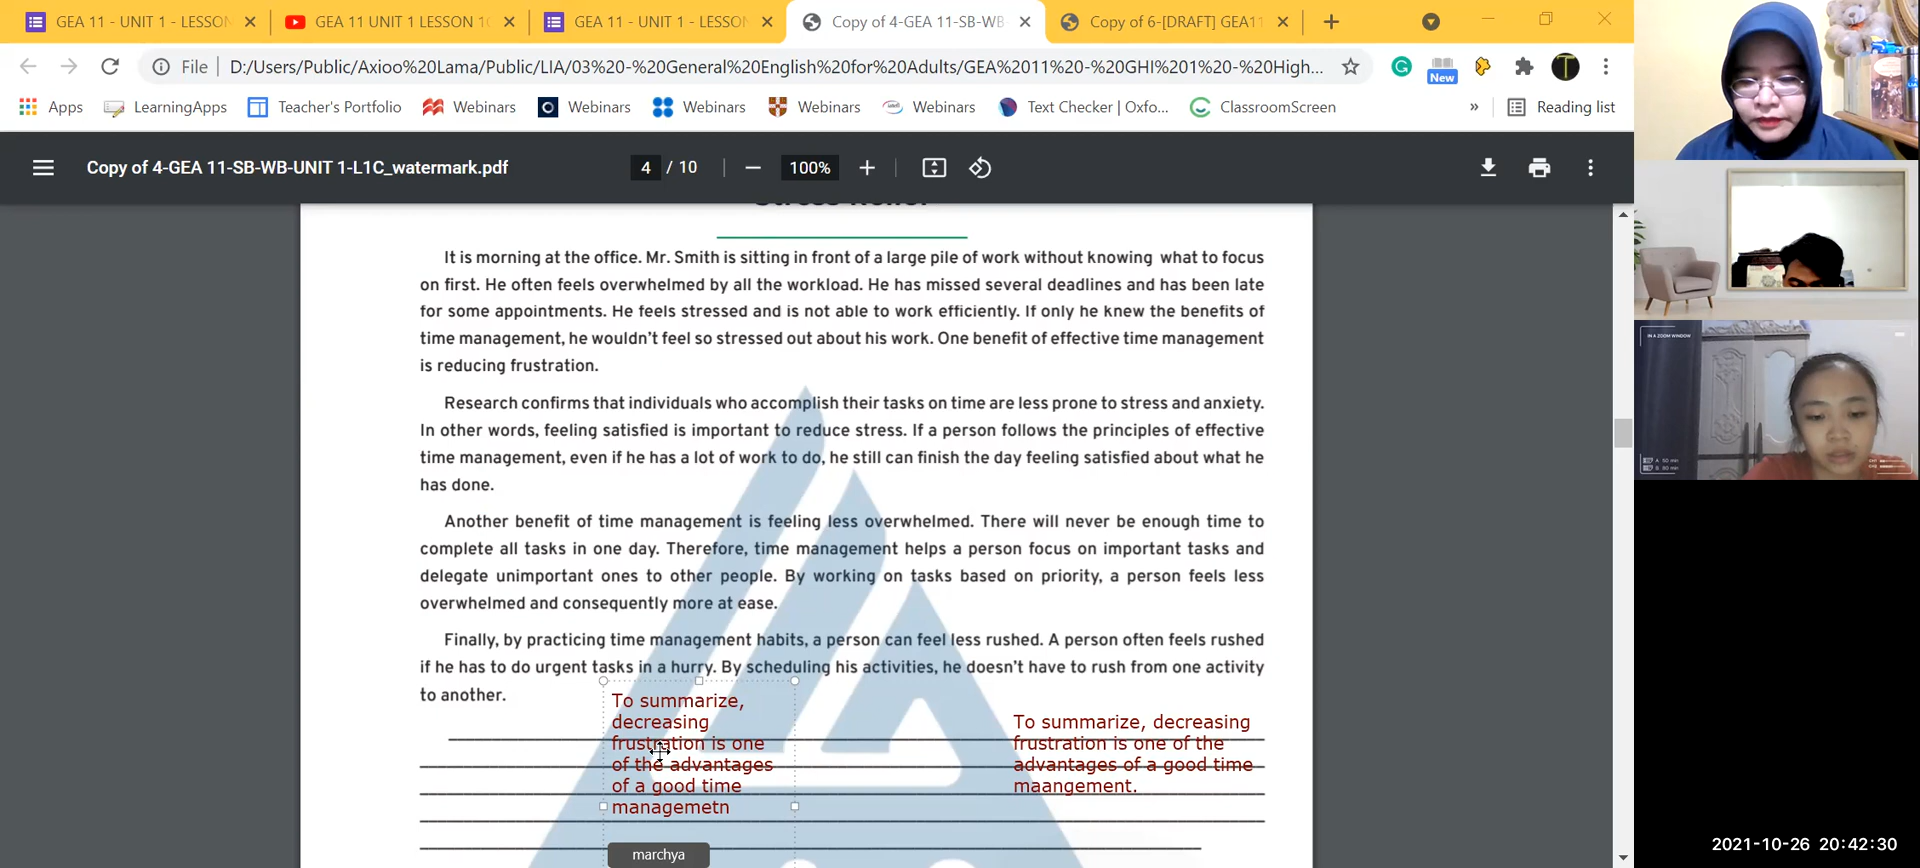 GEA 11 - UNIT 1 - LESSON
GEA 11 UNIT 1 LESSON 1C
GEA 11 - UNIT 1 - LESSON
Copy of 4-GEA 11-SB-WB-
Copy of 6-[DRAFT] GEA11
File
D:/Users/Public/Axioo%20Lama/Public/LIA/03%20-%20General%20English%20for%20Adults/GEA%2011%20-%20GHI%201%20-%20High...
New
Apps
LearningApps
Teacher's Portfolio
Webinars
Webinars
Webinars
Webinars
Webinars
Text Checker | Oxfo...
ClassroomScreen
»
Reading list
Copy of 4-GEA 11-SB-WB-UNIT 1-L1C_watermark.pdf
4 / 10
100%
Stress Relief
It is morning at the office. Mr. Smith is sitting in front of a large pile of work without knowing what to focus
on first. He often feels overwhelmed by all the workload. He has missed several deadlines and has been late
for some appointments. He feels stressed and is not able to work efficiently. If only he knew the benefits of
time management, he wouldn't feel so stressed out about his work. One benefit of effective time management
is reducing frustration.
Research confirms that individuals who accomplish their tasks on time are less prone to stress and anxiety.
In other words, feeling satisfied is important to reduce stress. If a person follows the principles of effective
time management, even if he has a lot of work to do, he still can finish the day feeling satisfied about what he
has done.
Another benefit of time management is feeling less overwhelmed. There will never be enough time to
complete all tasks in one day. Therefore, time management helps a person focus on important tasks and
delegate unimportant ones to other people. By working on tasks based on priority, a person feels less
overwhelmed and consequently more at ease.
Finally, by practicing time management habits, a person can feel less rushed. A person often feels rushed
if he has to do urgent tasks in a hurry. By scheduling his activities, he doesn't have to rush from one activity
to another.
To summarize,
decreasing
frustration is one
of the advantages
of a good time
managemetn
marchya
To summarize, decreasing
frustration is one of the
advantages of a good time
maangement.
IN A ZOOM WINDOW
2021-10-26 20:42:30